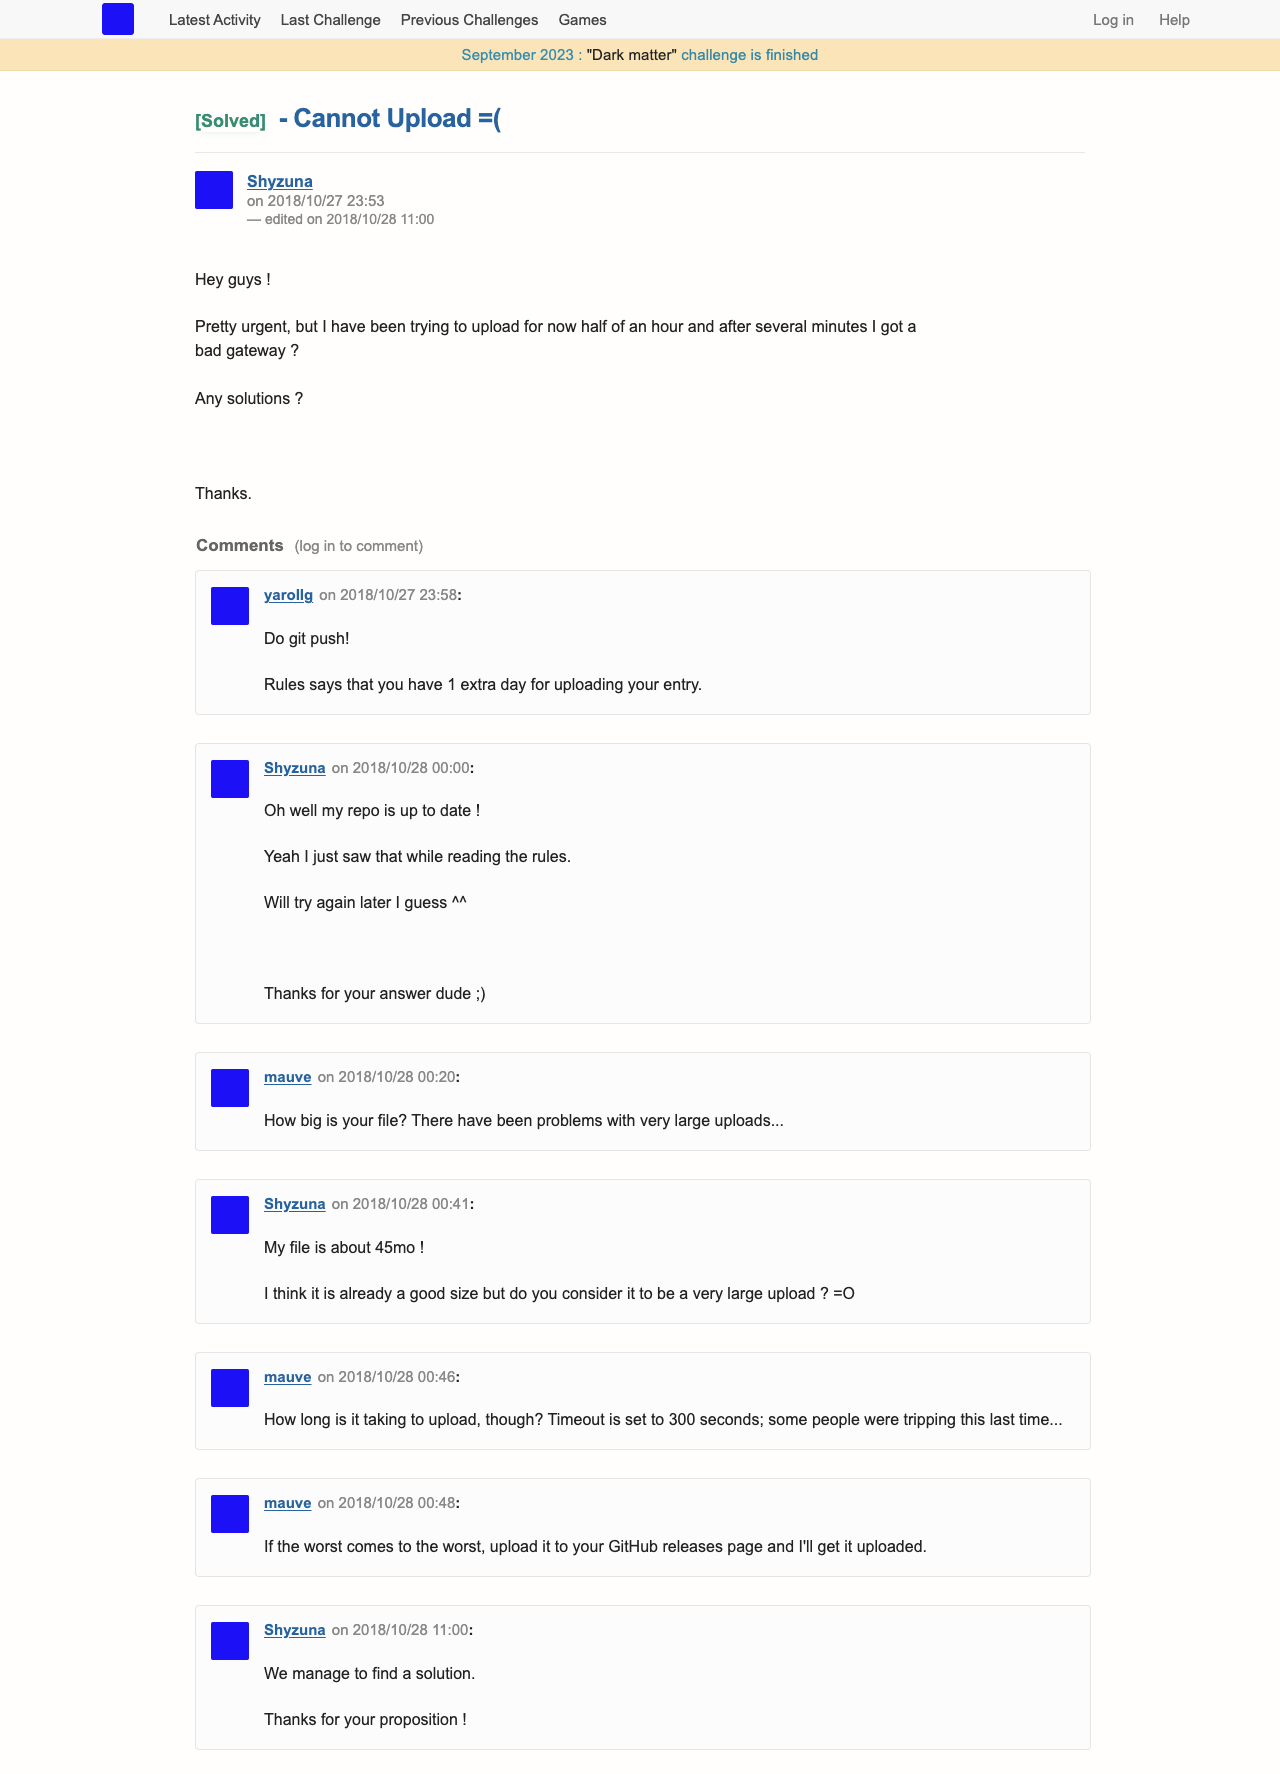 Latest Activity Last Challenge Previous Challenges Games Log in Help
September 2023 : "Dark matter" challenge is finished
[Solved] - Cannot Upload =(
Shyzuna
on 2018/10/27 23:53
— edited on 2018/10/28 11:00
Hey guys !
Pretty urgent, but I have been trying to upload for now half of an hour and after several minutes I got a
bad gateway ?
Any solutions ?
Thanks.
Comments (log in to comment)
yarollg on 2018/10/27 23:58:
Do git push!
Rules says that you have 1 extra day for uploading your entry.
Shyzuna on 2018/10/28 00:00:
Oh well my repo is up to date !
Yeah I just saw that while reading the rules.
Will try again later I guess ^^
Thanks for your answer dude ;)
mauve on 2018/10/28 00:20:
How big is your file? There have been problems with very large uploads...
Shyzuna on 2018/10/28 00:41:
My file is about 45mo !
I think it is already a good size but do you consider it to be a very large upload ? =O
mauve on 2018/10/28 00:46:
How long is it taking to upload, though? Timeout is set to 300 seconds; some people were tripping this last time...
mauve on 2018/10/28 00:48:
If the worst comes to the worst, upload it to your GitHub releases page and I'll get it uploaded.
Shyzuna on 2018/10/28 11:00:
We manage to find a solution.
Thanks for your proposition !